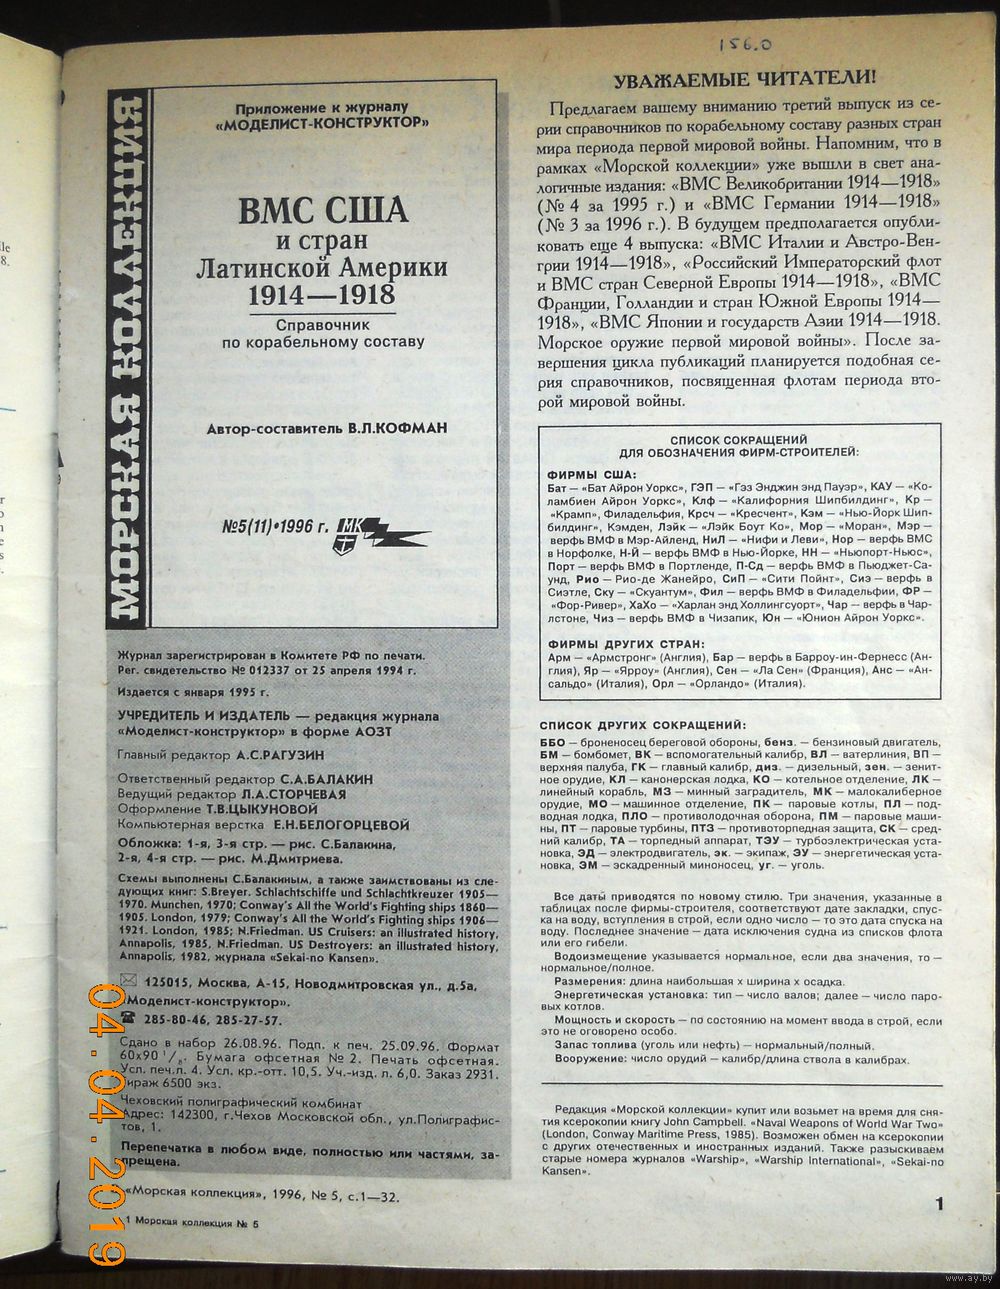 156.0
МОРСКАЯ КОЛЛЕКЦИЯ
Приложение к журналу
«МОДЕЛИСТ-КОНСТРУКТОР»
ВМС США
и стран
Латинской Америки
1914—1918
Справочник
по корабельному составу
Автор-составитель В.Л.КОФМАН
№5(11)•1996 г. МК
Журнал зарегистрирован в Комитете РФ по печати.
Рег. свидетельство № 012337 от 25 апреля 1994 г.
Издается с января 1995 г.
УЧРЕДИТЕЛЬ И ИЗДАТЕЛЬ — редакция журнала
«Моделист-конструктор» в форме АОЗТ
Главный редактор А.С.РАГУЗИН
Ответственный редактор С.А.БАЛАКИН
Ведущий редактор Л.А.СТОРЧЕВАЯ
Оформление Т.В.ЦЫКУНОВОЙ
Компьютерная верстка Е.Н.БЕЛОГОРЦЕВОЙ
Обложка: 1-я, 3-я стр. — рис. С.Балакина,
2-я, 4-я стр. — рис. М.Дмитриева.
Схемы выполнены С.Балакиным, а также заимствованы из сле-
дующих книг: S.Breyer. Schlachtschiffe und Schlachtkreuzer 1905—
1970. Munchen, 1970; Conway's All the World's Fighting ships 1860—
1905. London, 1979; Conway's All the World's Fighting ships 1906—
1921. London, 1985; N.Friedman. US Cruisers: an illustrated history,
Annapolis, 1985, N.Friedman. US Destroyers: an illustrated history,
Annapolis, 1982, журнала «Sekai-no Kansen».
125015, Москва, А-15, Новодмитровская ул., д.5а,
«Моделист-конструктор».
285-80-46, 285-27-57.
Сдано в набор 26.08.96. Подп. к печ. 25.09.96. Формат
60х90 1/8. Бумага офсетная № 2. Печать офсетная.
Усл. печ.л. 4. Усл. кр.-отт. 10,5. Уч.-изд. л. 6,0. Заказ 2931.
Тираж 6500 экз.
Чеховский полиграфический комбинат
Адрес: 142300, г.Чехов Московской обл., ул.Полиграфис-
тов, 1.
Перепечатка в любом виде, полностью или частями, за-
прещена.
«Морская коллекция», 1996, № 5, с.1—32.
1 Морская коллекция № 5
УВАЖАЕМЫЕ ЧИТАТЕЛИ!
Предлагаем вашему вниманию третий выпуск из се-
рии справочников по корабельному составу разных стран
мира периода первой мировой войны. Напомним, что в
рамках «Морской коллекции» уже вышли в свет ана-
логичные издания: «ВМС Великобритании 1914—1918»
(№ 4 за 1995 г.) и «ВМС Германии 1914—1918»
(№ 3 за 1996 г.). В будущем предполагается опубли-
ковать еще 4 выпуска: «ВМС Италии и Австро-Вен-
грии 1914—1918», «Российский Императорский флот
и ВМС стран Северной Европы 1914—1918», «ВМС
Франции, Голландии и стран Южной Европы 1914—
1918», «ВМС Японии и государств Азии 1914—1918.
Морское оружие первой мировой войны». После за-
вершения цикла публикаций планируется подобная се-
рия справочников, посвященная флотам периода вто-
рой мировой войны.
СПИСОК СОКРАЩЕНИЙ
ДЛЯ ОБОЗНАЧЕНИЯ ФИРМ-СТРОИТЕЛЕЙ:
ФИРМЫ США:
Бат — «Бат Айрон Уоркс», ГЭП — «Гэз Энджин энд Пауэр», КАУ — «Ко-
ламбиен Айрон Уоркс», Клф — «Калифорния Шипбилдинг», Кр —
«Крамп», Филадельфия, Крсч — «Кресчент», Кэм — «Нью-Йорк Шип-
билдинг», Кэмден, Лэйк — «Лэйк Боут Ко», Мор — «Моран», Мэр —
верфь ВМФ в Мэр-Айленд, НиЛ — «Нифи и Леви», Нор — верфь ВМС
в Норфолке, Н-Й — верфь ВМФ в Нью-Йорке, НН — «Ньюпорт-Ньюс»,
Порт — верфь ВМФ в Портленде, П-Сд — верфь ВМФ в Пьюджет-Са-
унд, Рио — Рио-де Жанейро, СиП — «Сити Пойнт», Сиэ — верфь в
Сиэтле, Ску — «Скуантум», Фил — верфь ВМФ в Филадельфии, ФР —
«Фор-Ривер», ХаХо — «Харлан энд Холлингсуорт», Чар — верфь в Чар-
лстоне, Чиз — верфь ВМФ в Чизапик, Юн — «Юнион Айрон Уоркс».
ФИРМЫ ДРУГИХ СТРАН:
Арм — «Армстронг» (Англия), Бар — верфь в Барроу-ин-Фернесс (Ан-
глия), Яр — «Ярроу» (Англия), Сен — «Ла Сен» (Франция), Анс — «Ан-
сальдо» (Италия), Орл — «Орландо» (Италия).
СПИСОК ДРУГИХ СОКРАЩЕНИЙ:
ББО — броненосец береговой обороны, бенз. — бензиновый двигатель,
БМ — бомбомет, ВК — вспомогательный калибр, ВЛ — ватерлиния, ВП —
верхняя палуба, ГК — главный калибр, диз. — дизельный, зен. — зенит-
ное орудие, КЛ — канонерская лодка, КО — котельное отделение, ЛК —
линейный корабль, МЗ — минный заградитель, МК — малокалиберное
орудие, МО — машинное отделение, ПК — паровые котлы, ПЛ — под-
водная лодка, ПЛО — противолодочная оборона, ПМ — паровые маши-
ны, ПТ — паровые турбины, ПТЗ — противоторпедная защита, СК — сред-
ний калибр, ТА — торпедный аппарат, ТЭУ — турбоэлектрическая уста-
новка, ЭД — электродвигатель, эк. — экипаж, ЭУ — энергетическая уста-
новка, ЭМ — эскадренный миноносец, уг. — уголь.
Все даты приводятся по новому стилю. Три значения, указанные в
таблицах после фирмы-строителя, соответствуют дате закладки, спус-
ка на воду, вступления в строй, если одно число — то это дата спуска на
воду. Последнее значение — дата исключения судна из списков флота
или его гибели.
Водоизмещение указывается нормальное, если два значения, то —
нормальное/полное.
Размерения: длина наибольшая х ширина х осадка.
Энергетическая установка: тип — число валов; далее — число паро-
вых котлов.
Мощность и скорость — по состоянию на момент ввода в строй, если
это не оговорено особо.
Запас топлива (уголь или нефть) — нормальный/полный.
Вооружение: число орудий — калибр/длина ствола в калибрах.
Редакция «Морской коллекции» купит или возьмет на время для сня-
тия ксерокопии книгу John Campbell. «Naval Weapons of World War Two»
(London, Conway Maritime Press, 1985). Возможен обмен на ксерокопии
с других отечественных и иностранных изданий. Также разыскиваем
старые номера журналов «Warship», «Warship International», «Sekai-no
Kansen».
1
04.04.2019
www.ay.by